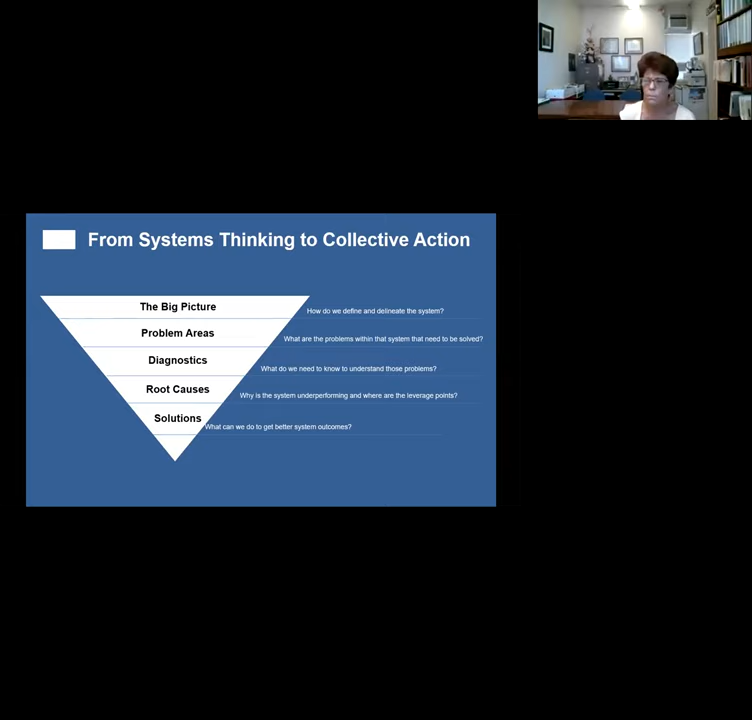 From Systems Thinking to Collective Action
The Big Picture
How do we define and delineate the system?
Problem Areas
What are the problems within that system that need to be solved?
Diagnostics
What do we need to know to understand those problems?
Root Causes
Why is the system underperforming and where are the leverage points?
Solutions
What can we do to get better system outcomes?